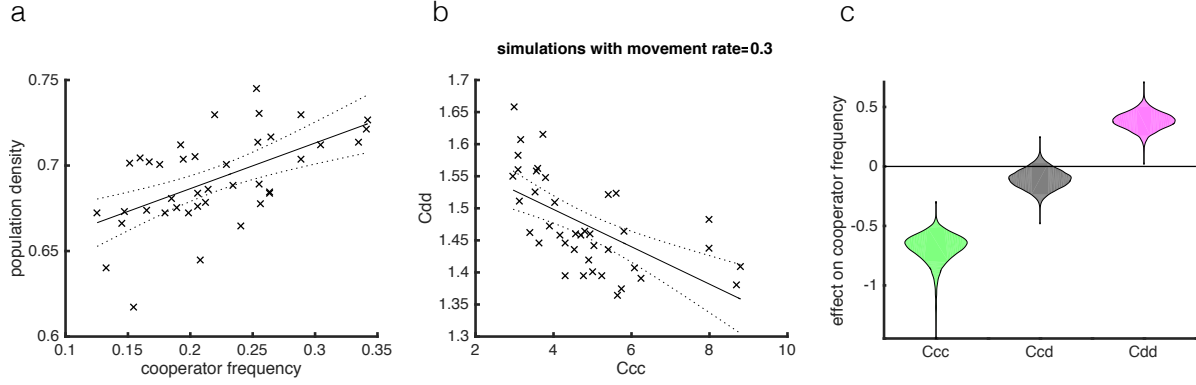 a
b
c
simulations with movement rate=0.3
population density
0.75
0.7
0.65
0.6
0.1
0.15
0.2
0.25
0.3
0.35
cooperator frequency
Cdd
1.7
1.65
1.6
1.55
1.5
1.45
1.4
1.35
1.3
2
4
6
8
10
Ccc
effect on cooperator frequency
0.5
0
-0.5
-1
Ccc
Ccd
Cdd